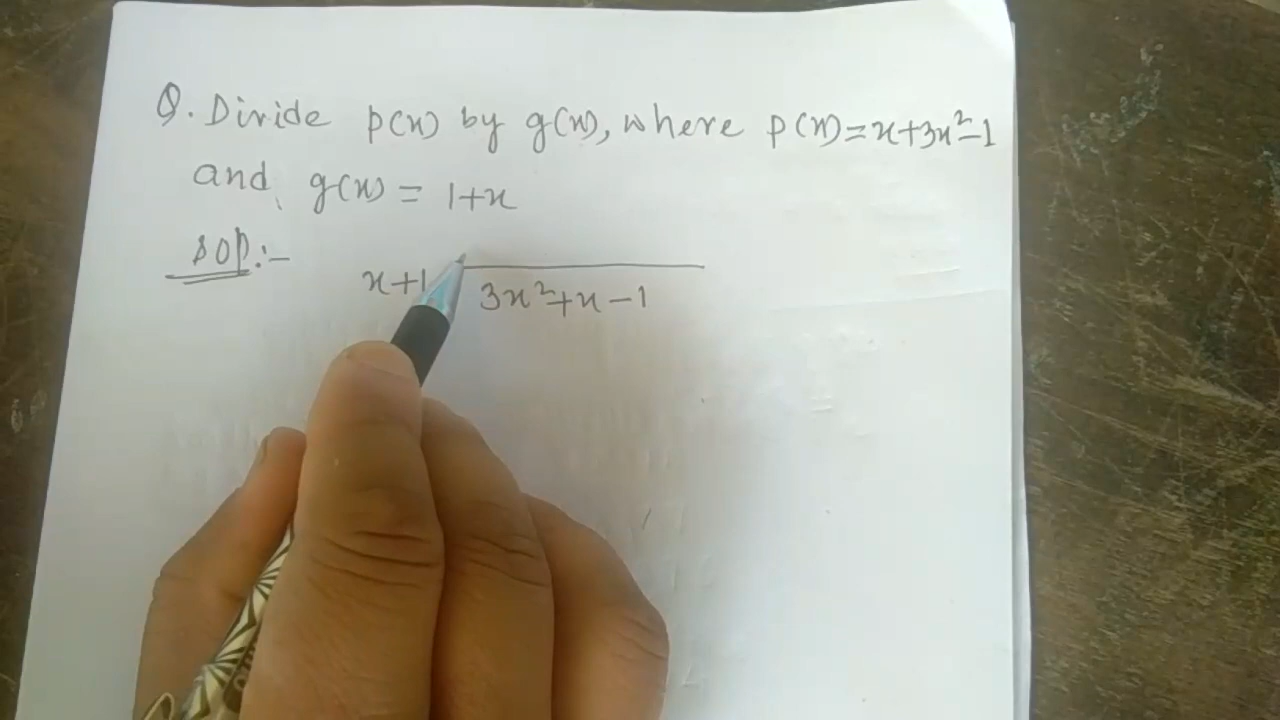 Q. Divide p(x) by g(x), where p(x)=x+3x²-1
and, g(x) = 1+x
Sol:-
x+1 3x²+x-1